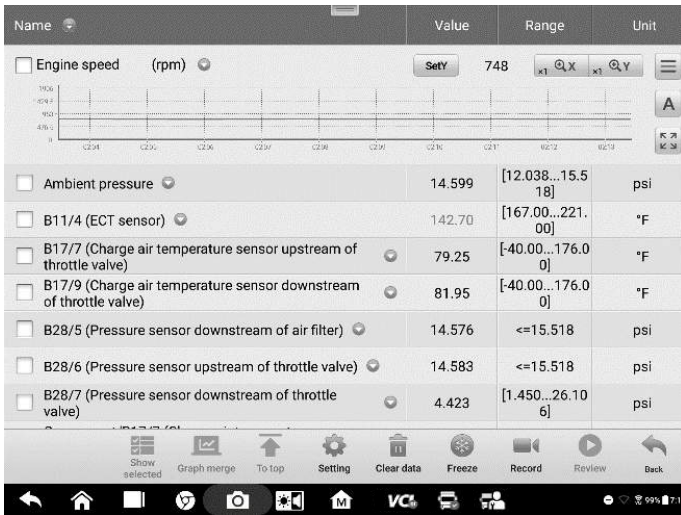 Name Value Range Unit
Engine speed (rpm) SetY 748 x1 X x1 Y
A
Ambient pressure 14.599 [12.038...15.5 psi
18]
B11/4 (ECT sensor) 142.70 [167.00...221. °F
00]
B17/7 (Charge air temperature sensor upstream of 79.25 [-40.00...176.0 °F
throttle valve) 0]
B17/9 (Charge air temperature sensor downstream 81.95 [-40.00...176.0 °F
of throttle valve) 0]
B28/5 (Pressure sensor downstream of air filter) 14.576 <=15.518 psi
B28/6 (Pressure sensor upstream of throttle valve) 14.583 <=15.518 psi
B28/7 (Pressure sensor downstream of throttle 4.423 [1.450...26.10 psi
valve) 6]
Show
selected Graph merge To top Setting Clear data Freeze Record Review Back
M VCI 99% 7:1